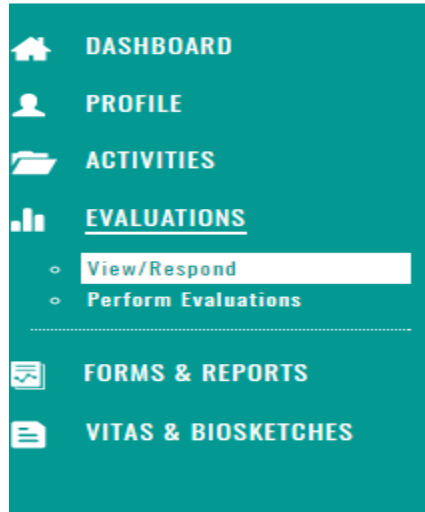 DASHBOARD
PROFILE
ACTIVITIES
EVALUATIONS
View/Respond
Perform Evaluations
FORMS & REPORTS
VITAS & BIOSKETCHES